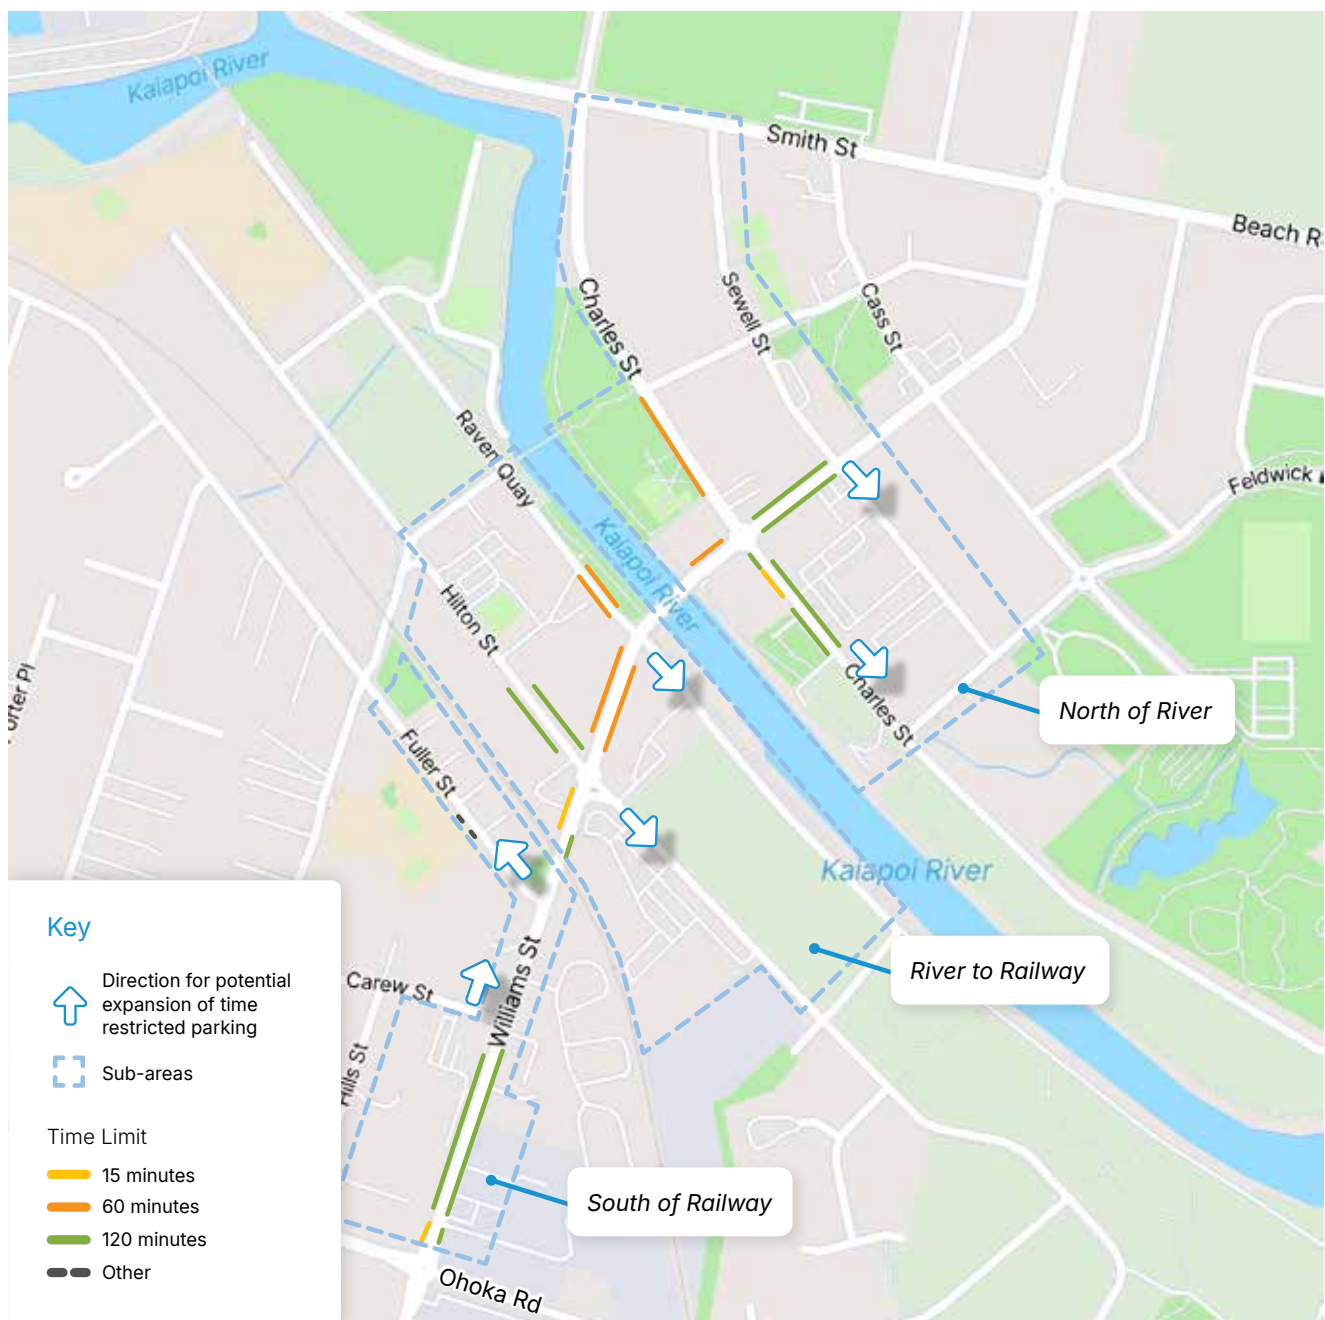 Kaiapoi River
Smith St
Beach R
Charles St
Sewell St
Cass St
Raven Quay
Feldwick
Kaiapoi River
Hilton St
Charles St
North of River
Fuller St
Kaiapoi River
River to Railway
Williams St
Carew St
Hills St
South of Railway
Ohoka Rd
Key
Direction for potential
expansion of time
restricted parking
Sub-areas
Time Limit
15 minutes
60 minutes
120 minutes
Other